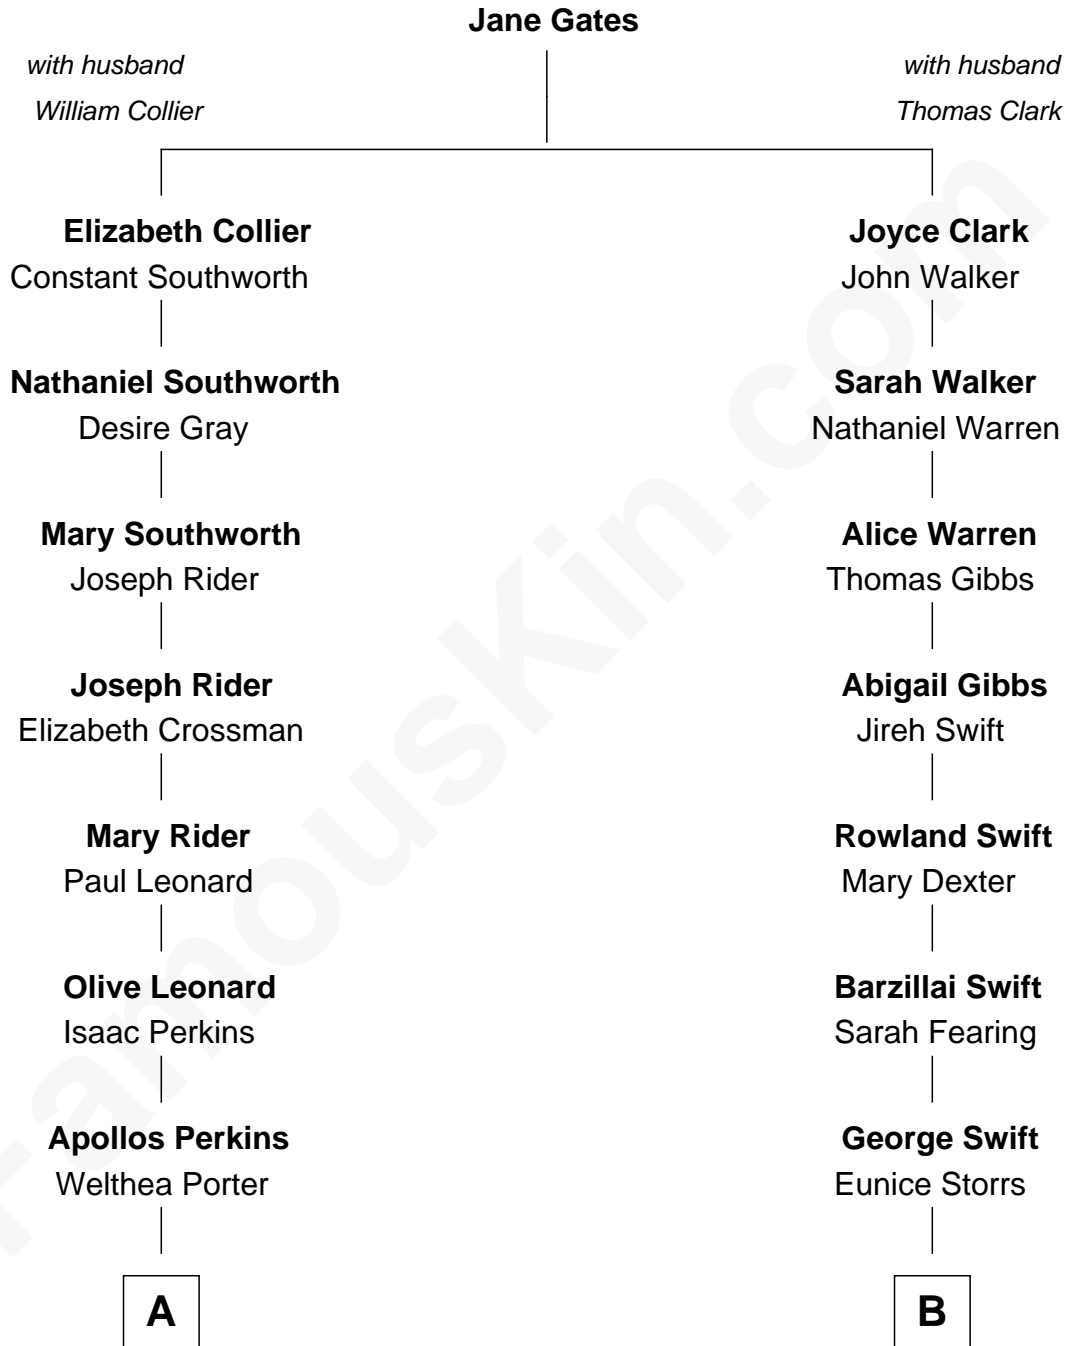 Jane Gates
with husband
William Collier
with husband
Thomas Clark
Elizabeth Collier
Constant Southworth
Joyce Clark
John Walker
Nathaniel Southworth
Desire Gray
Sarah Walker
Nathaniel Warren
Mary Southworth
Joseph Rider
Alice Warren
Thomas Gibbs
Joseph Rider
Elizabeth Crossman
Abigail Gibbs
Jireh Swift
Mary Rider
Paul Leonard
Rowland Swift
Mary Dexter
Olive Leonard
Isaac Perkins
Barzillai Swift
Sarah Fearing
Apollos Perkins
Welthea Porter
George Swift
Eunice Storrs
A
B
FamousKin.com